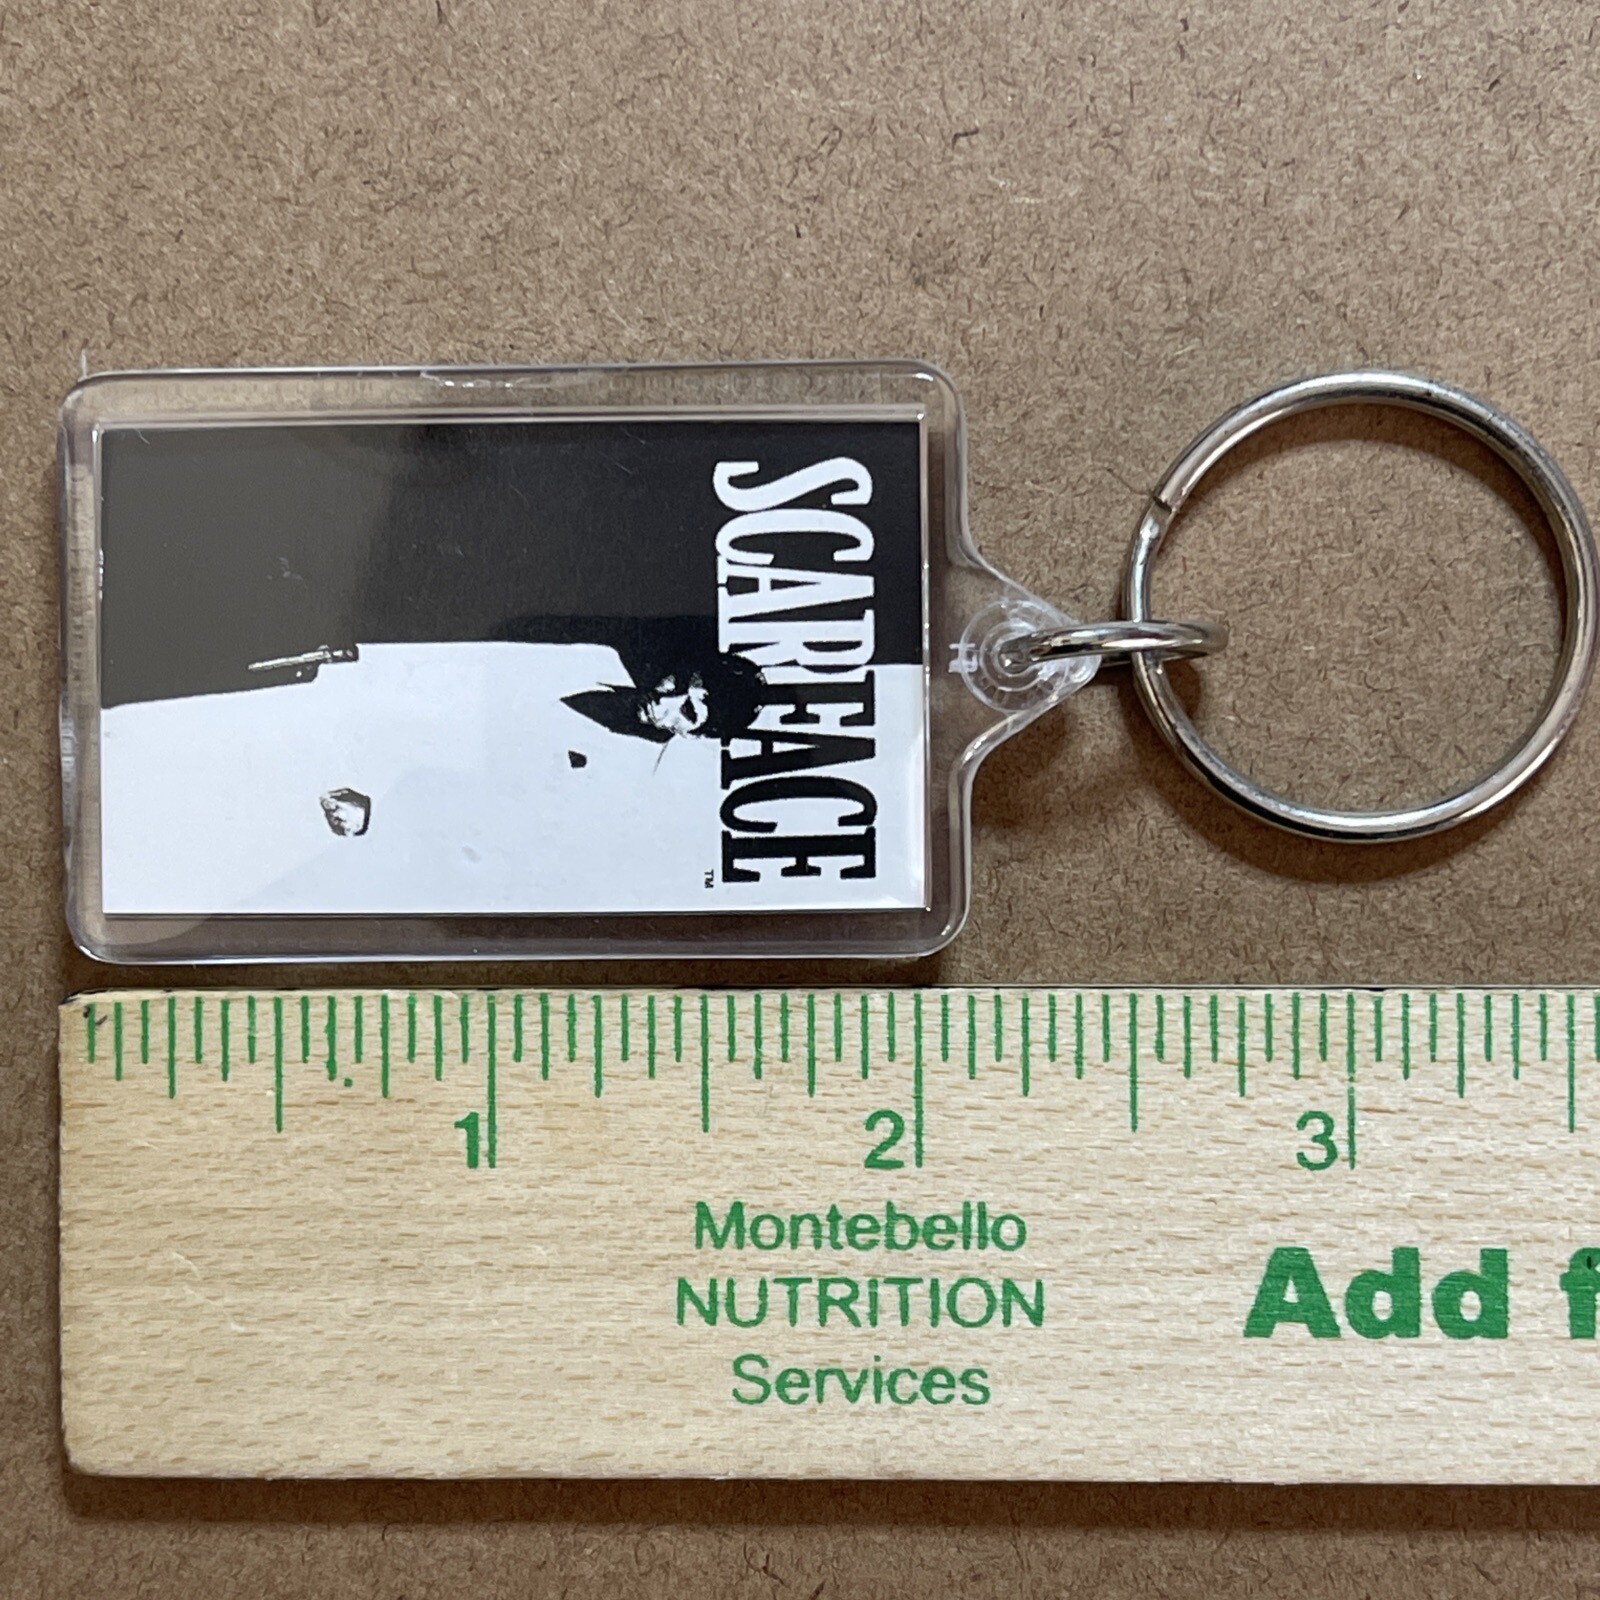 SCARFACE
TM
1 2 3
Montebello
NUTRITION
Services
Add f